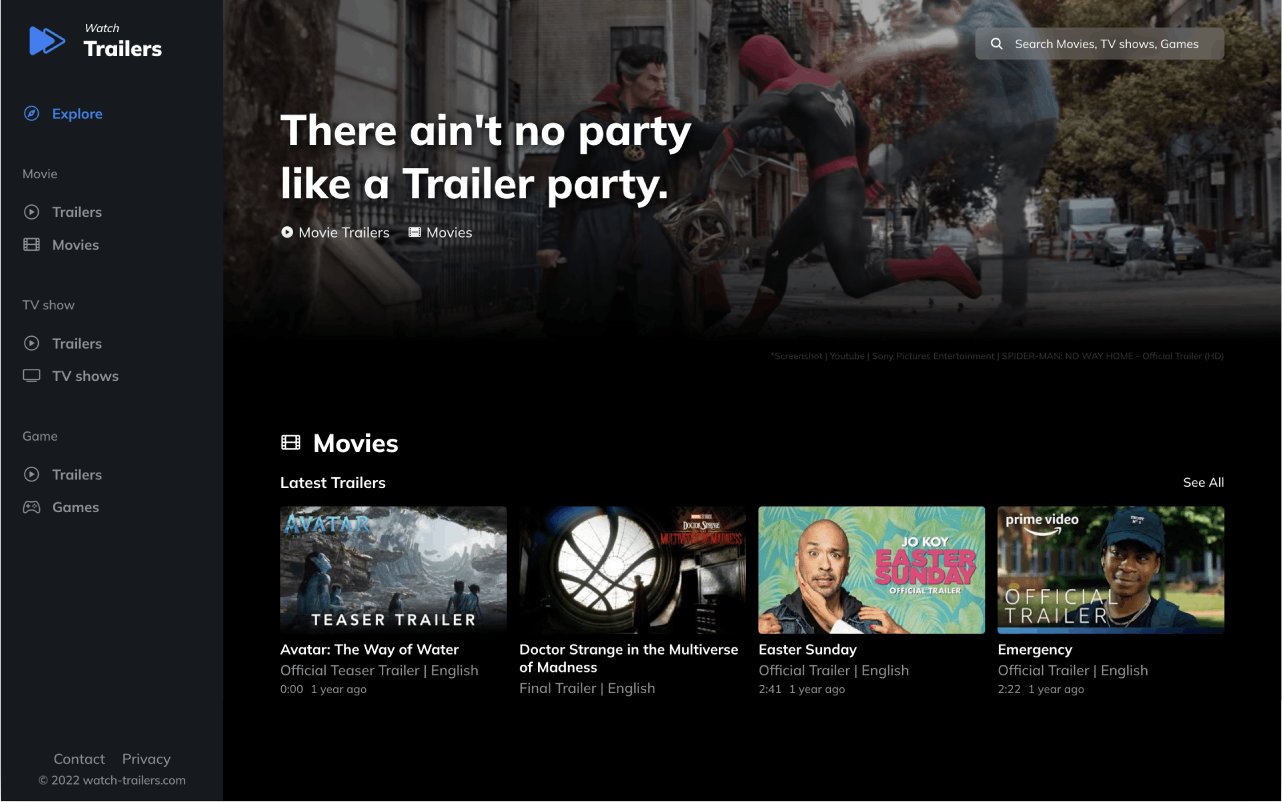 Watch
Trailers
Explore
Movie
Trailers
Movies
TV show
Trailers
TV shows
Game
Trailers
Games
Contact Privacy
© 2022 watch-trailers.com
Search Movies, TV shows, Games
There ain't no party
like a Trailer party.
Movie Trailers Movies
*Screenshot | Youtube | Sony Pictures Entertainment | SPIDER-MAN: NO WAY HOME - Official Trailer (HD)
Movies
Latest Trailers
See All
AVATAR
TEASER TRAILER
Avatar: The Way of Water
Official Teaser Trailer | English
0:00 1 year ago
DOCTOR STRANGE
MULTIVERSE OF MADNESS
Doctor Strange in the Multiverse
of Madness
Final Trailer | English
JO KOY
EASTER
SUNDAY
OFFICIAL TRAILER
Easter Sunday
Official Trailer | English
2:41 1 year ago
prime video
OFFICIAL
TRAILER
Emergency
Official Trailer | English
2:22 1 year ago